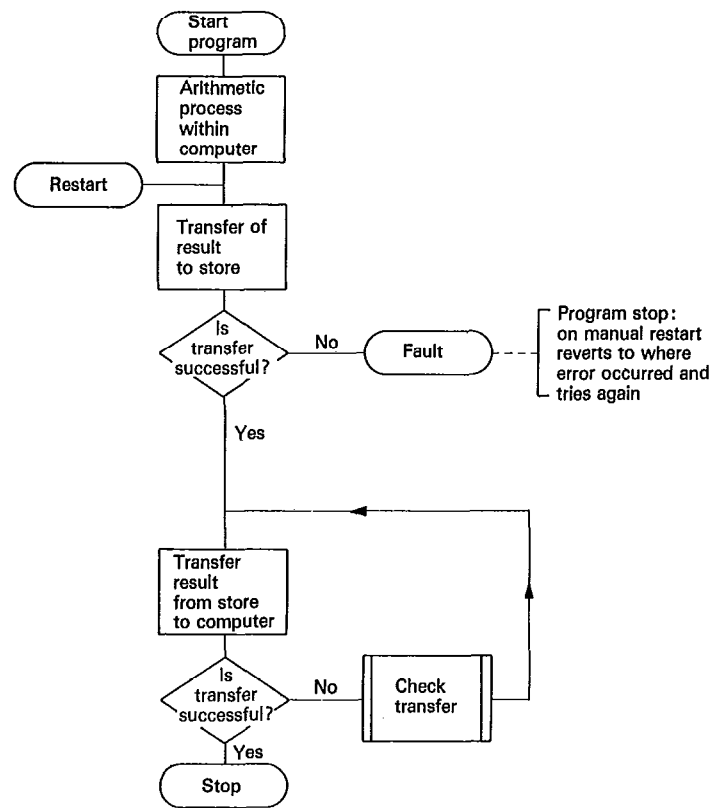 Start
program
Arithmetic
process
within
computer
Restart
Transfer of
result
to store
Is
transfer
successful?
No
Fault
Program stop:
on manual restart
reverts to where
error occurred and
tries again
Yes
Transfer
result
from store
to computer
Is
transfer
successful?
No
Check
transfer
Yes
Stop